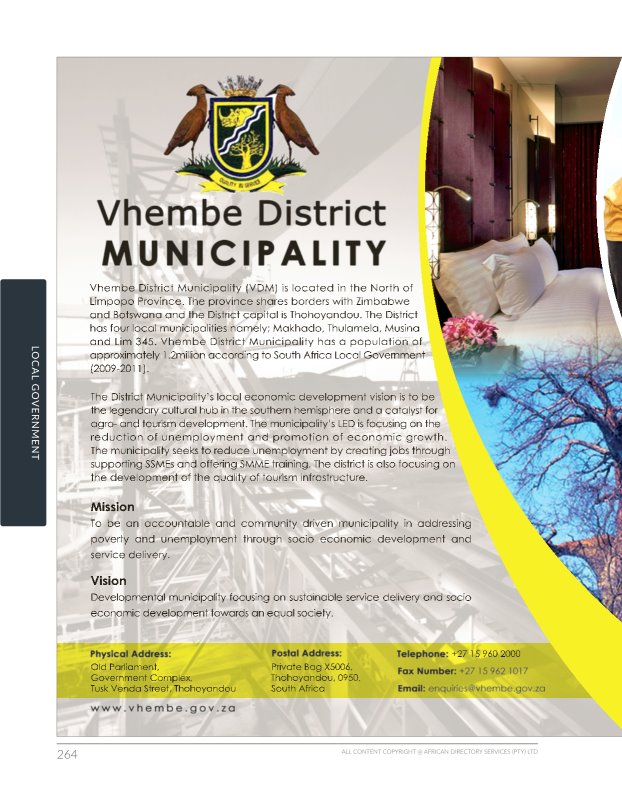 QUALITY IN SERVICE
Vhembe District
MUNICIPALITY
Vhembe District Municipality (VDM) is located in the North of
Limpopo Province. The province shares borders with Zimbabwe
and Botswana and the District capital is Thohoyandou. The District
has four local municipalities namely; Makhado, Thulamela, Musina
and Lim 345. Vhembe District Municipality has a population of
approximately 1.2million according to South Africa Local Government
(2009-2011).
The District Municipality's local economic development vision is to be
the legendary cultural hub in the southern hemisphere and a catalyst for
agro- and tourism development. The municipality's LED is focusing on the
reduction of unemployment and promotion of economic growth.
The municipality seeks to reduce unemployment by creating jobs through
supporting SSMEs and offering SMME training. The district is also focusing on
the development of the quality of tourism infrastructure.
Mission
To be an accountable and community driven municipality in addressing
poverty and unemployment through socio economic development and
service delivery.
Vision
Developmental municipality focusing on sustainable service delivery and socio
economic development towards an equal society.
Physical Address:
Old Parliament,
Government Complex,
Tusk Venda Street, Thohoyandou
Postal Address:
Private Bag X5006,
Thohoyandou, 0950,
South Africa
Telephone: +27 15 960 2000
Fax Number: +27 15 962 1017
Email: enquiries@vhembe.gov.za
www.vhembe.gov.za
LOCAL GOVERNMENT
264
ALL CONTENT COPYRIGHT @ AFRICAN DIRECTORY SERVICES (PTY) LTD